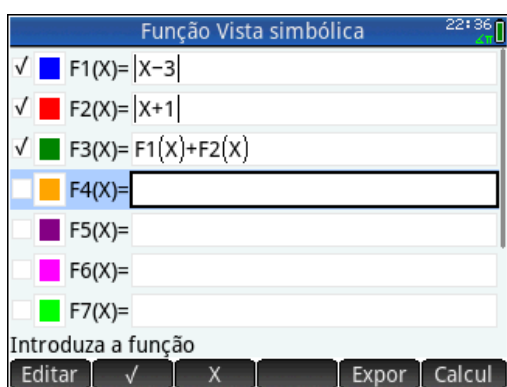 Função Vista simbólica 22:36
∡π
√ F1(X)= |X−3|
√ F2(X)= |X+1|
√ F3(X)= F1(X)+F2(X)
F4(X)=
F5(X)=
F6(X)=
F7(X)=
Introduza a função
Editar √ X Expor Calcul